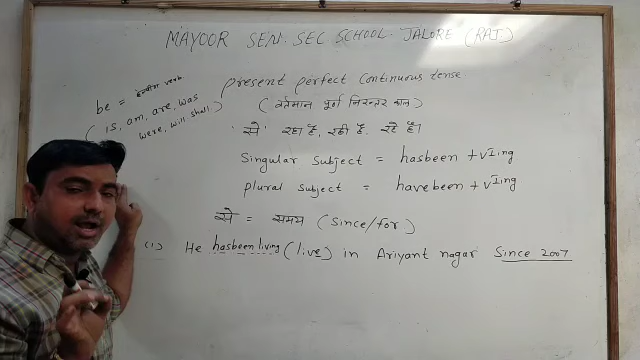 MAYOOR SEN. SEC SCHOOL. JALORE (RAJ)
present perfect continuous tense
be = verb
(वर्तमान पूर्ण निरन्तर काल)
(is, am, are, was
were, will shall)
"से" रहा है, रही है, रहे है।
Singular Subject = hasbeen + VIing
plural Subject = havebeen + VIing
से = समय (Since/for)
(1) He hasbeen living (live) in Ariyant nagar Since 2007